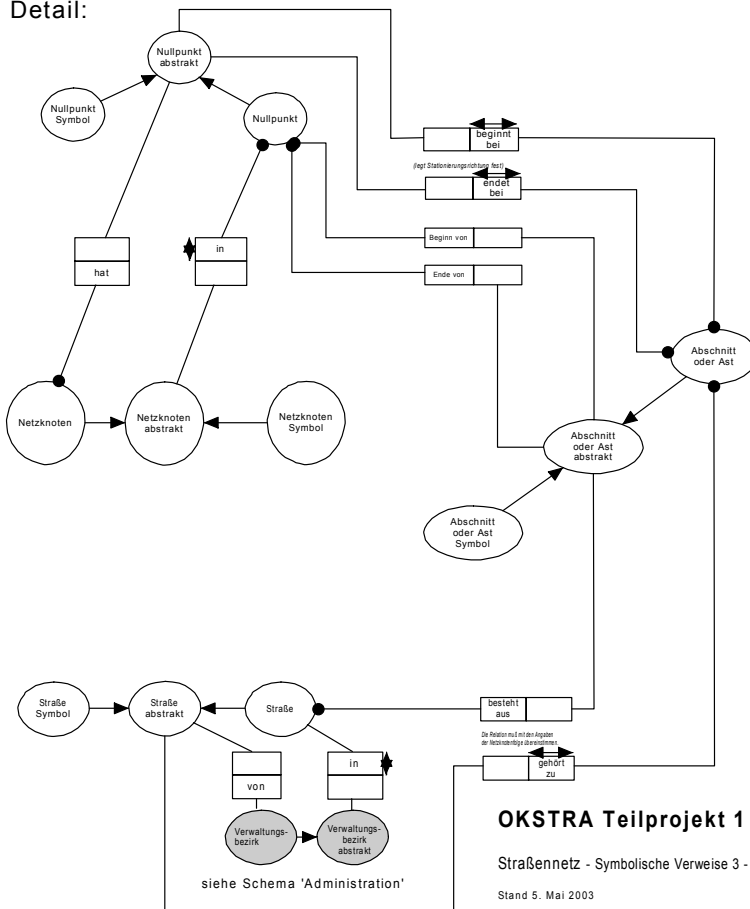 Detail:
Nullpunkt
abstrakt
Nullpunkt
Symbol
Nullpunkt
beginnt
bei
(legt Stationierungsrichtung fest)
endet
bei
Beginn von
in
hat
Ende von
Abschnitt
oder Ast
Netzknoten
Netzknoten
abstrakt
Netzknoten
Symbol
Abschnitt
oder Ast
abstrakt
Abschnitt
oder Ast
Symbol
Straße
Symbol
Straße
abstrakt
Straße
besteht
aus
Die Relation muß mit den Angaben
der Netzknotenfolge übereinstimmen.
gehört
zu
in
von
Verwaltungs-
bezirk
Verwaltungs-
bezirk
abstrakt
siehe Schema 'Administration'
OKSTRA Teilprojekt 1
Straßennetz - Symbolische Verweise 3 -
Stand 5. Mai 2003